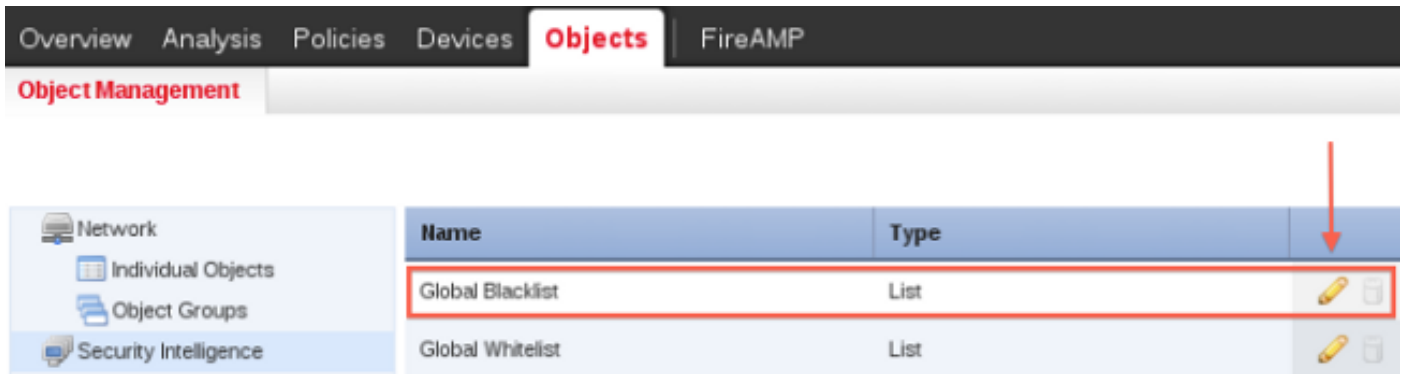 Overview Analysis Policies Devices Objects FireAMP
Object Management
Network
Individual Objects
Object Groups
Security Intelligence
Name Type
Global Blacklist List
Global Whitelist List